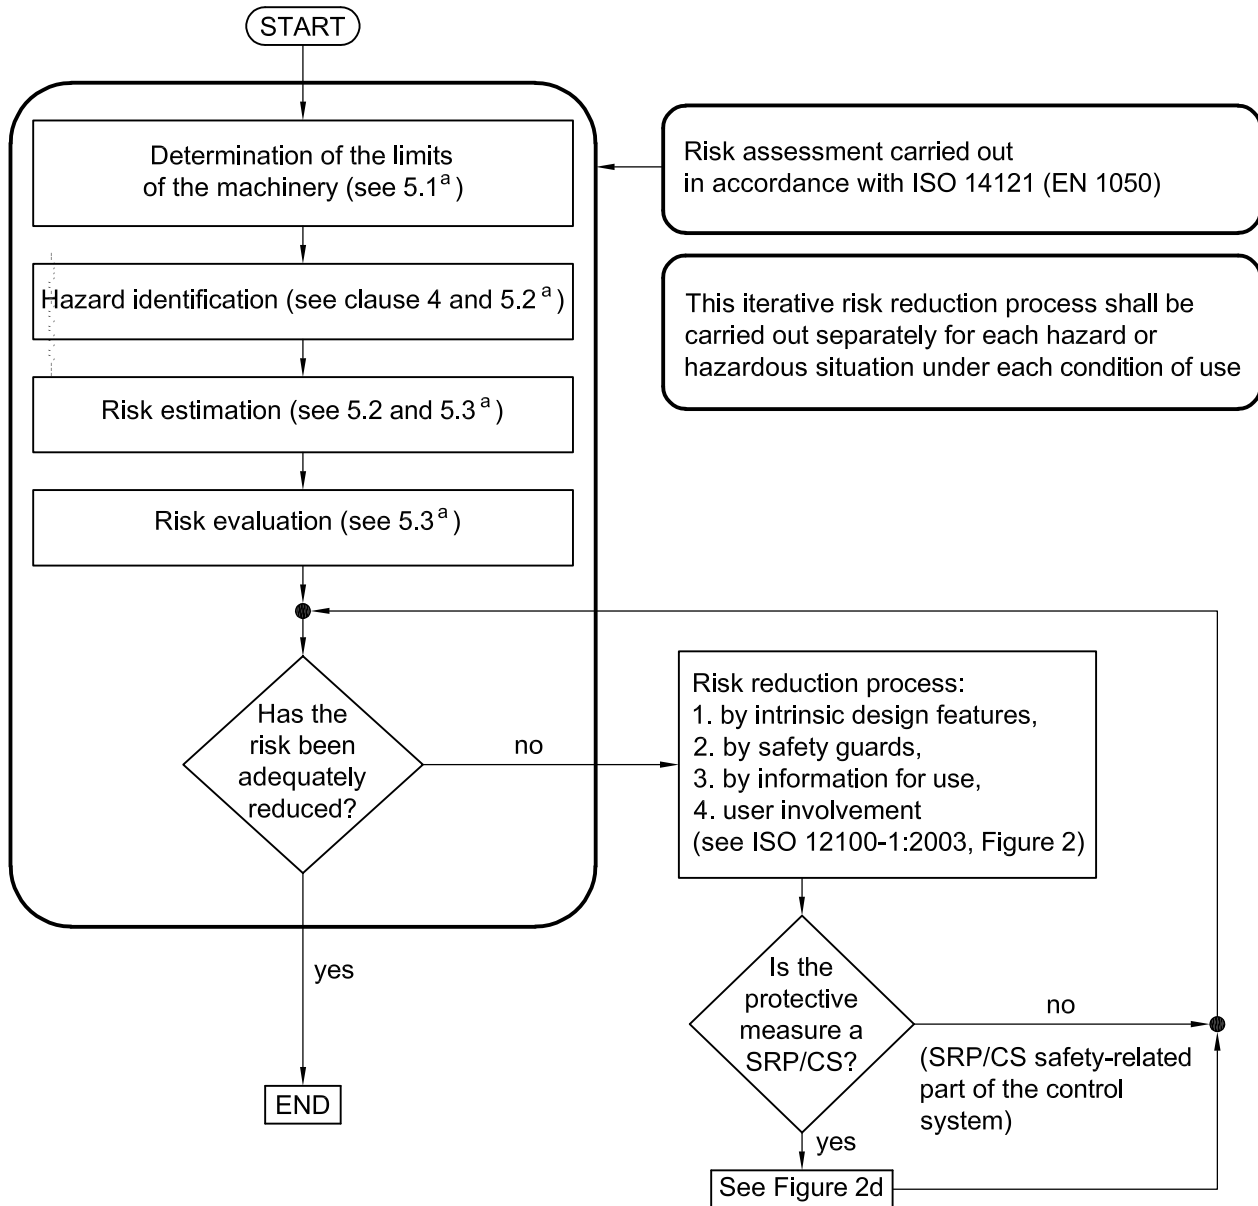 START
Determination of the limits
of the machinery (see 5.1 a )
Risk assessment carried out
in accordance with ISO 14121 (EN 1050)
Hazard identification (see clause 4 and 5.2 a )
This iterative risk reduction process shall be
carried out separately for each hazard or
hazardous situation under each condition of use
Risk estimation (see 5.2 and 5.3 a )
Risk evaluation (see 5.3 a )
Has the
risk been
adequately
reduced?
no
Risk reduction process:
1. by intrinsic design features,
2. by safety guards,
3. by information for use,
4. user involvement
(see ISO 12100-1:2003, Figure 2)
yes
END
Is the
protective
measure a
SRP/CS?
no
(SRP/CS safety-related
part of the control
system)
yes
See Figure 2d